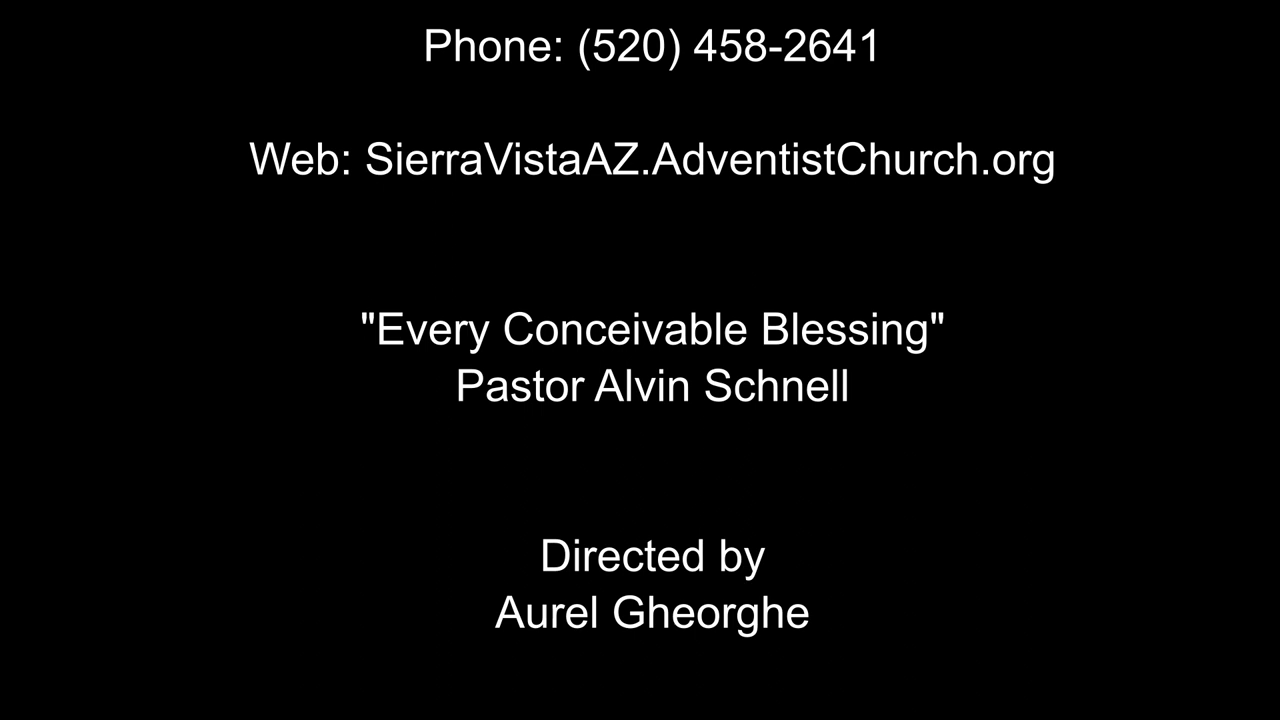 Phone: (520) 458-2641
Web: SierraVistaAZ.AdventistChurch.org
"Every Conceivable Blessing"
Pastor Alvin Schnell
Directed by
Aurel Gheorghe